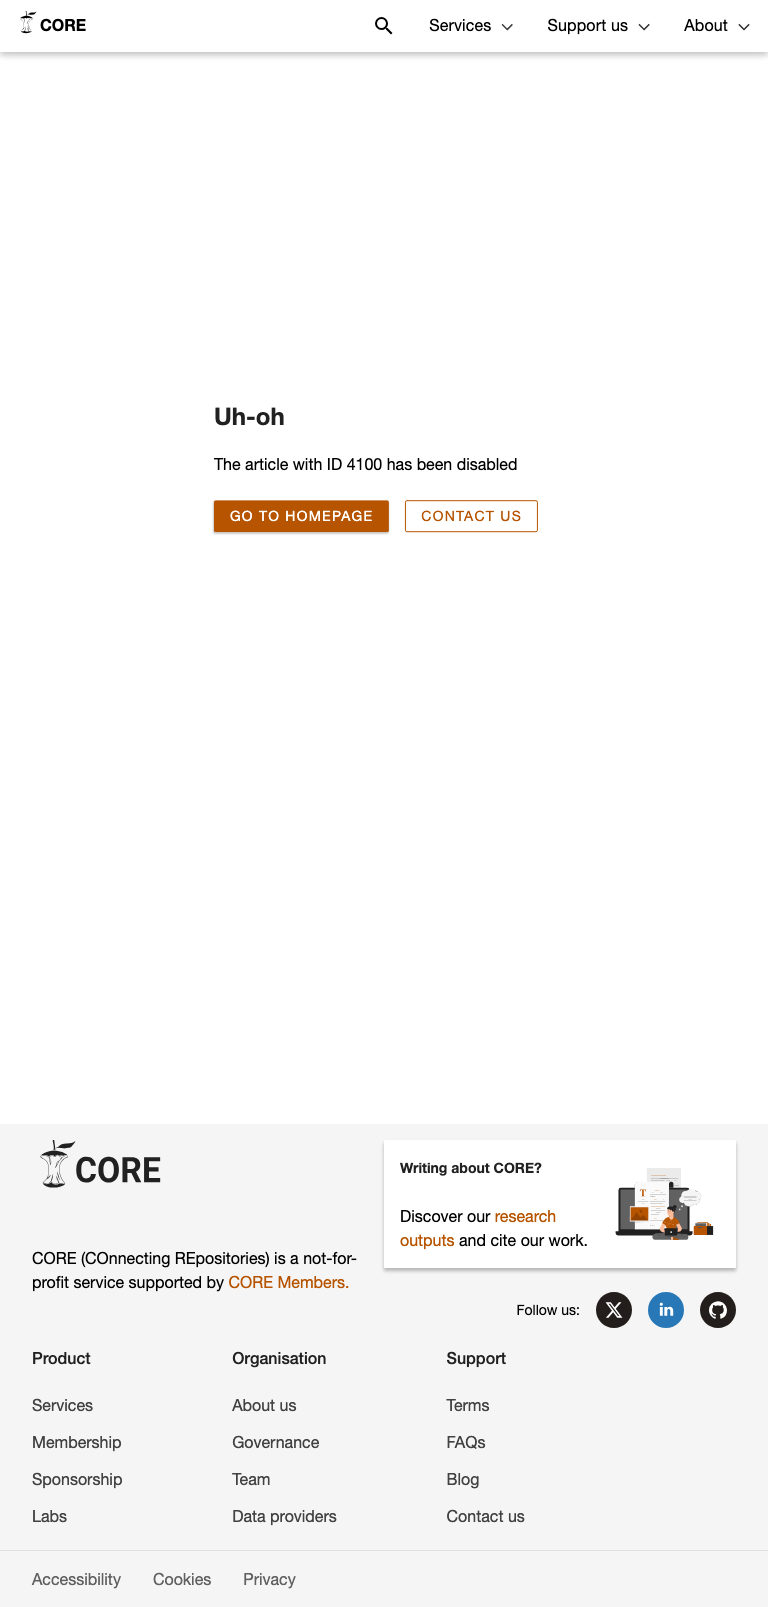 CORE
Services
Support us
About
Uh-oh
The article with ID 4100 has been disabled
GO TO HOMEPAGE
CONTACT US
CORE
CORE (COnnecting REpositories) is a not-for-
profit service supported by CORE Members.
Writing about CORE?
Discover our research
outputs and cite our work.
T
Follow us:
in
Product
Services
Membership
Sponsorship
Labs
Organisation
About us
Governance
Team
Data providers
Support
Terms
FAQs
Blog
Contact us
Accessibility
Cookies
Privacy